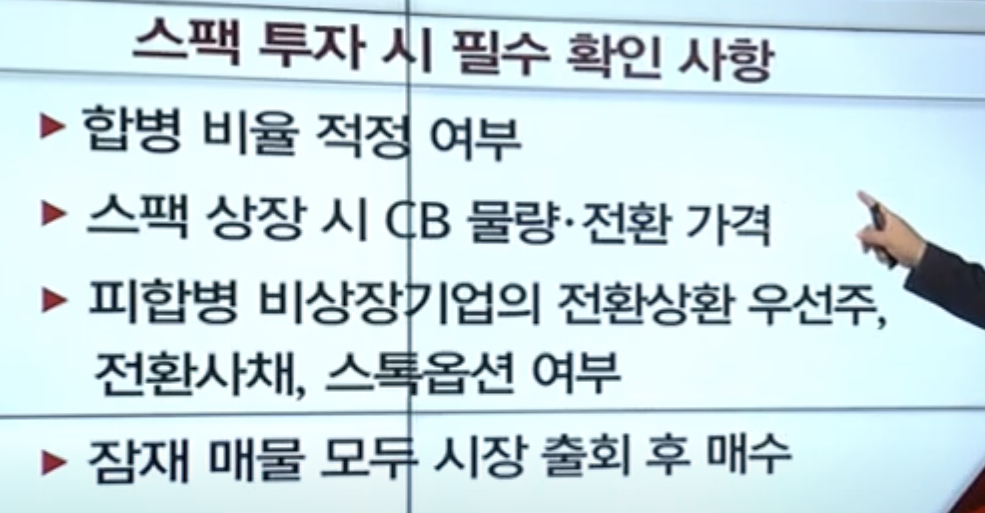 스팩 투자 시 필수 확인 사항
▶ 합병 비율 적정 여부
▶ 스팩 상장 시 CB 물량·전환 가격
▶ 피합병 비상장기업의 전환상환 우선주,
전환사채, 스톡옵션 여부
▶ 잠재 매물 모두 시장 출회 후 매수